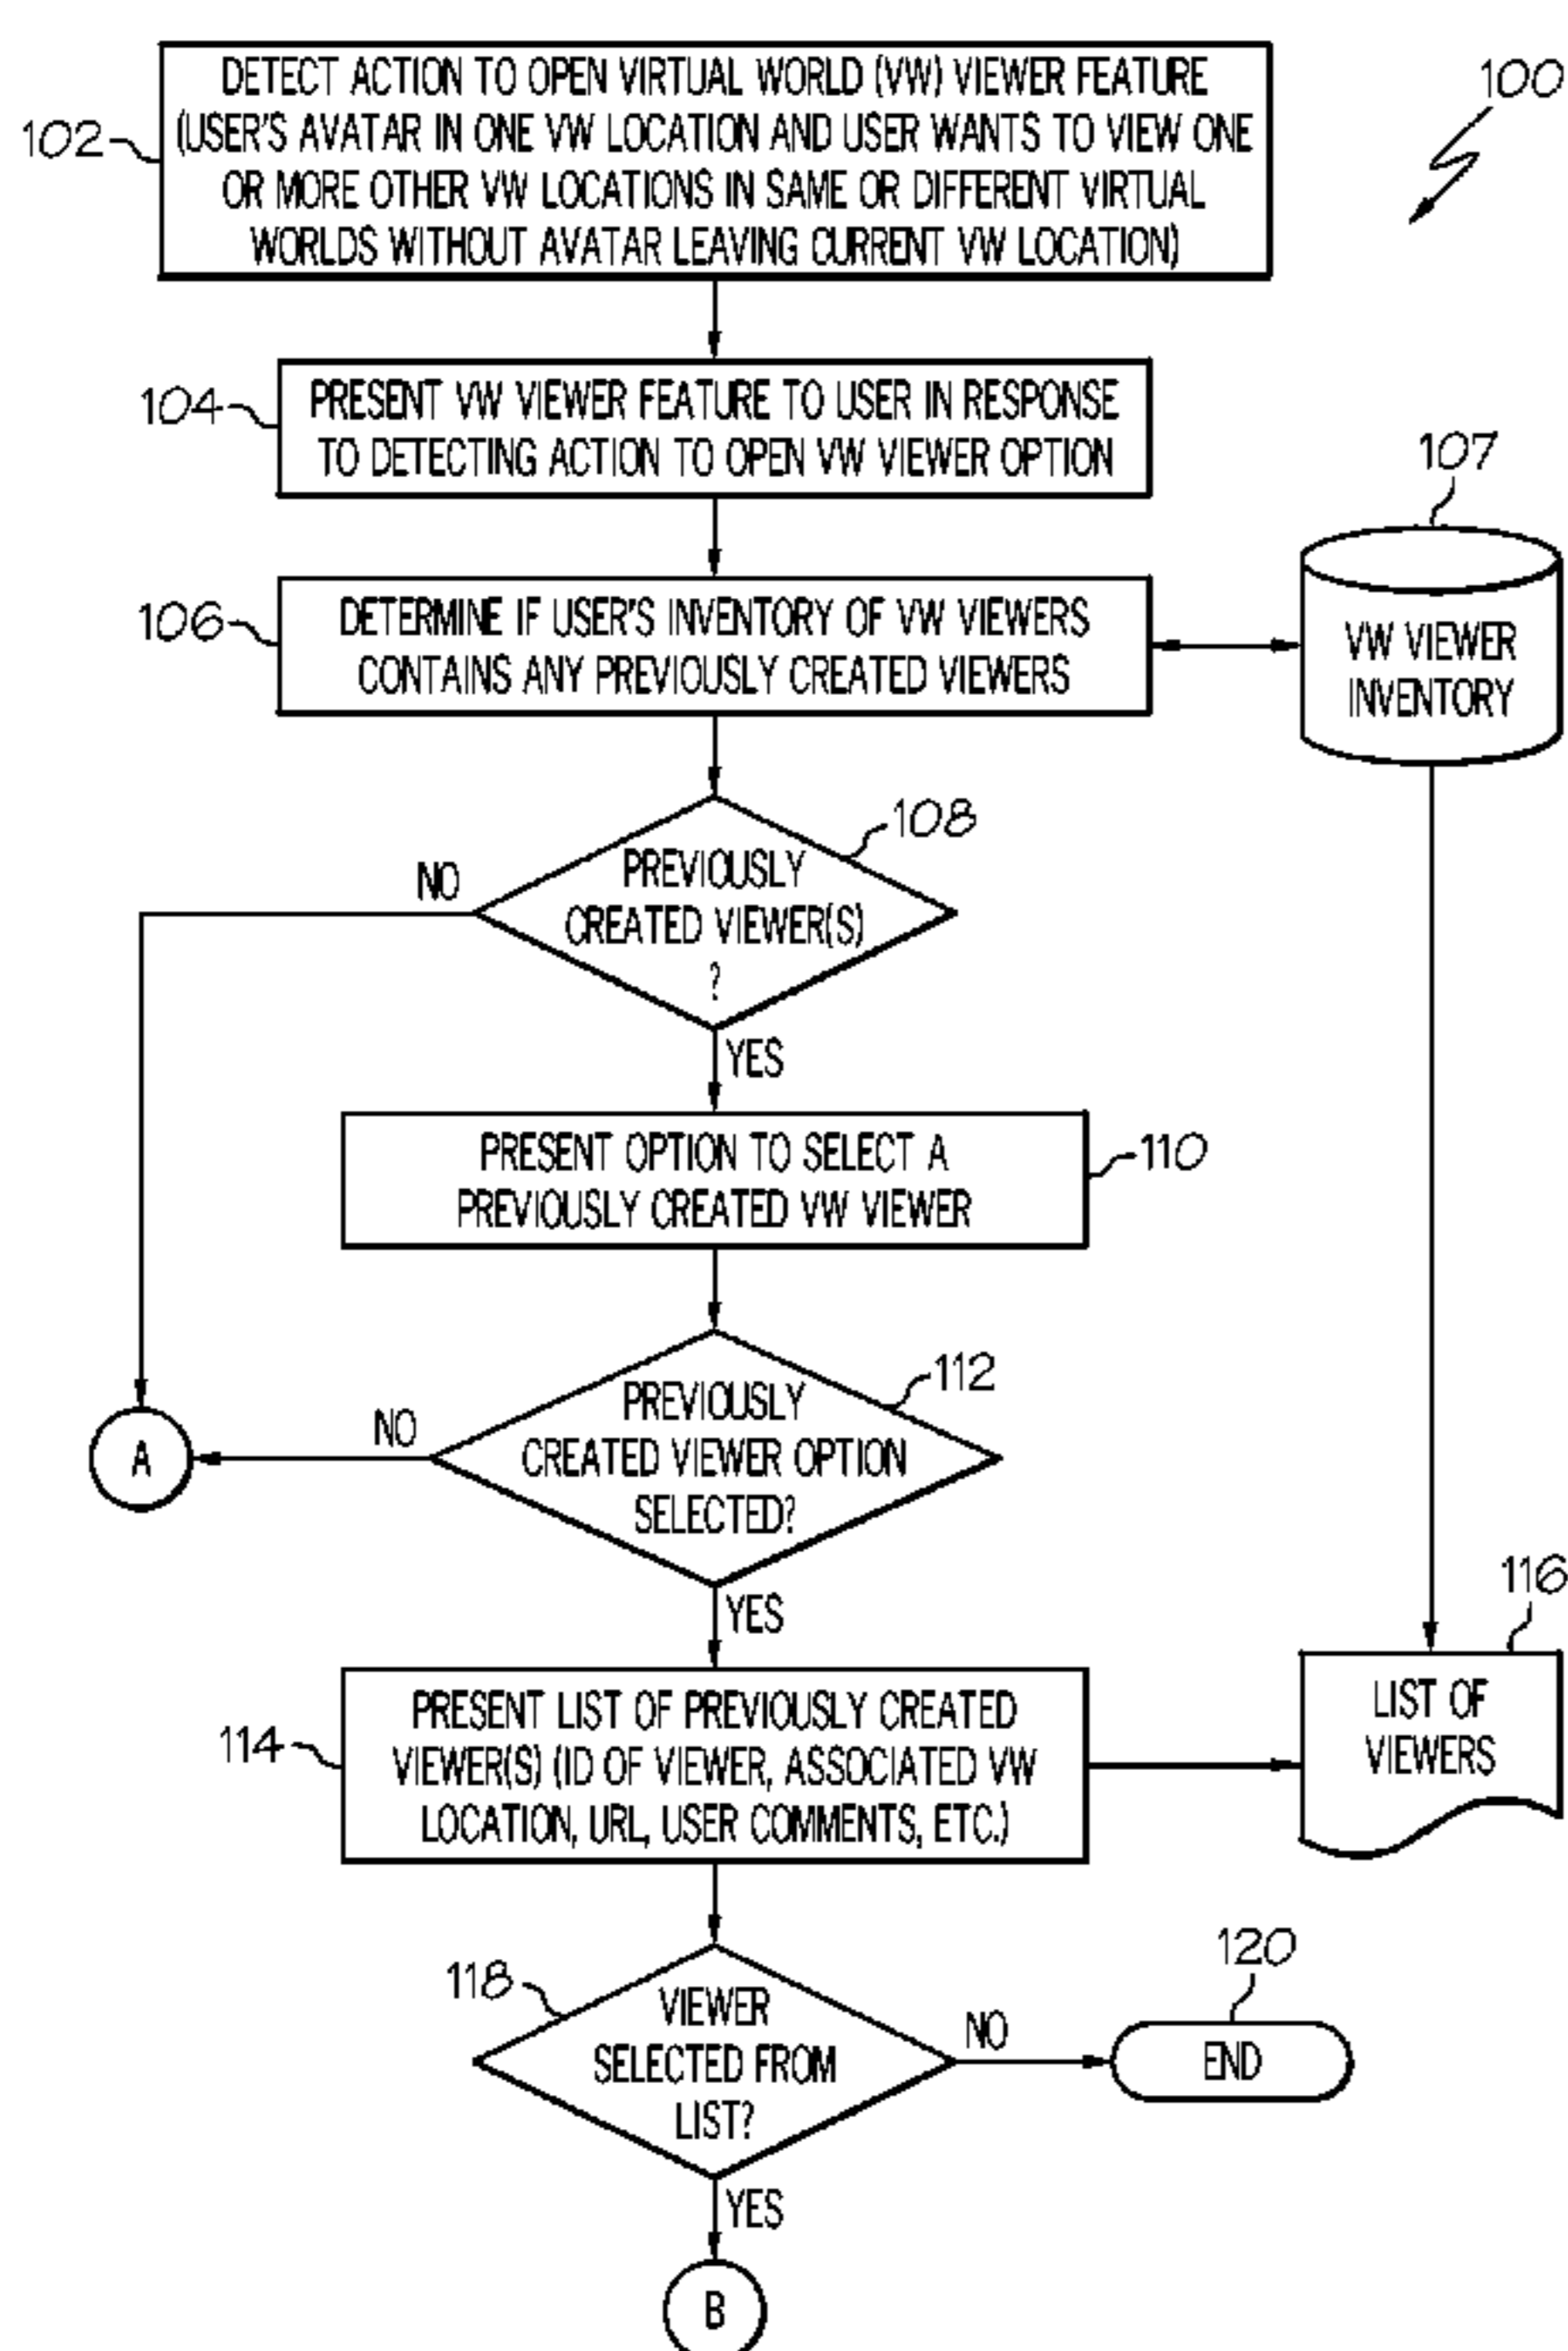 100
102
DETECT ACTION TO OPEN VIRTUAL WORLD (VW) VIEWER FEATURE
(USER'S AVATAR IN ONE VW LOCATION AND USER WANTS TO VIEW ONE
OR MORE OTHER VW LOCATIONS IN SAME OR DIFFERENT VIRTUAL
WORLDS WITHOUT AVATAR LEAVING CURRENT VW LOCATION)
104
PRESENT VW VIEWER FEATURE TO USER IN RESPONSE
TO DETECTING ACTION TO OPEN VW VIEWER OPTION
106
DETERMINE IF USER'S INVENTORY OF VW VIEWERS
CONTAINS ANY PREVIOUSLY CREATED VIEWERS
107
VW VIEWER
INVENTORY
108
PREVIOUSLY
CREATED VIEWER(S)
?
NO
YES
110
PRESENT OPTION TO SELECT A
PREVIOUSLY CREATED VW VIEWER
112
PREVIOUSLY
CREATED VIEWER OPTION
SELECTED?
NO
A
YES
114
PRESENT LIST OF PREVIOUSLY CREATED
VIEWER(S) (ID OF VIEWER, ASSOCIATED VW
LOCATION, URL, USER COMMENTS, ETC.)
116
LIST OF
VIEWERS
118
VIEWER
SELECTED FROM
LIST?
NO
120
END
YES
B